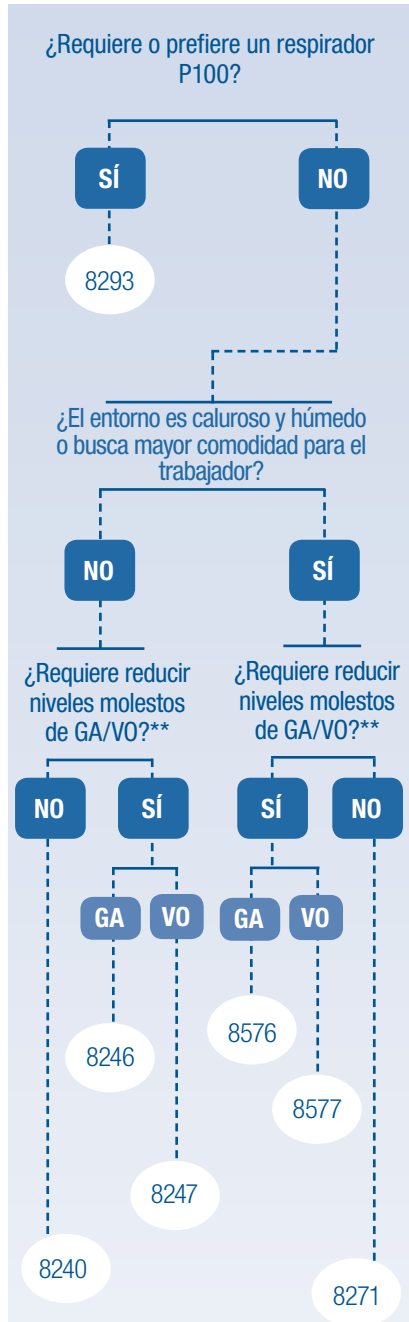 ¿Requiere o prefiere un respirador
P100?
SÍ
NO
8293
¿El entorno es caluroso y húmedo
o busca mayor comodidad para el
trabajador?
NO
SÍ
¿Requiere reducir
niveles molestos
de GA/VO?**
¿Requiere reducir
niveles molestos
de GA/VO?**
NO
SÍ
SÍ
NO
GA
VO
GA
VO
8246
8576
8577
8247
8240
8271